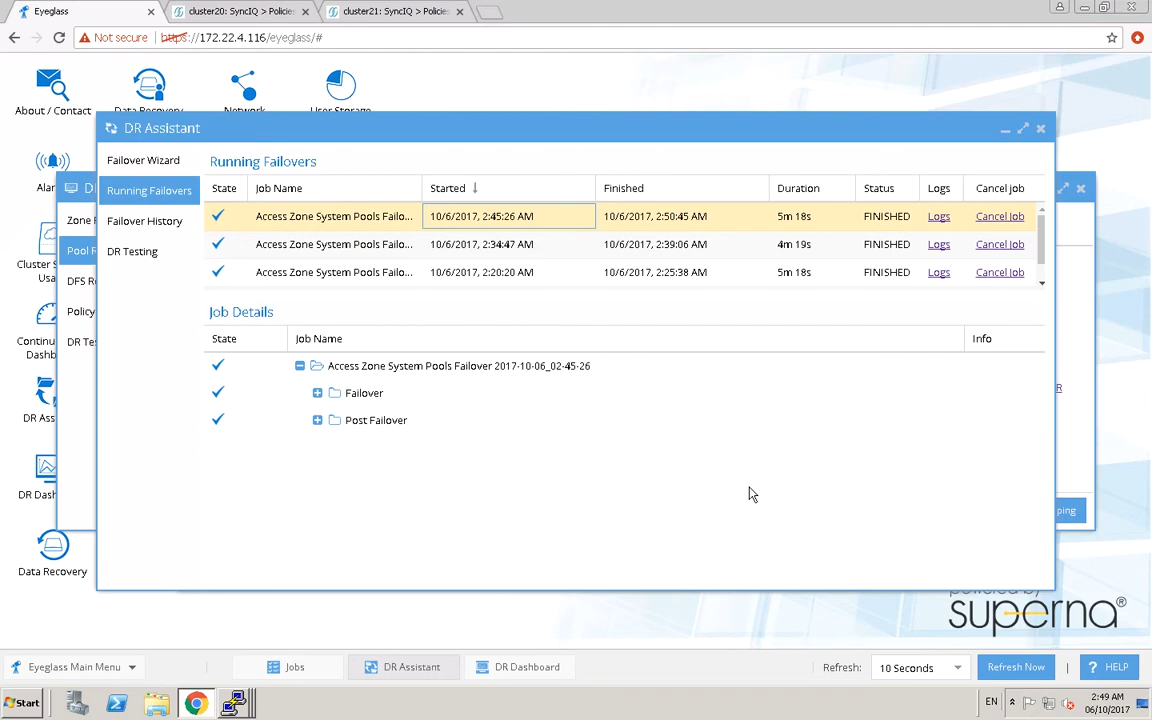 Eyeglass
cluster20: SyncIQ > Policies
cluster21: SyncIQ > Policies
Not secure | https://172.22.4.116/eyeglass/#
About / Contact
Data Recovery
Network
User Storage
Alar
Cluster S
Usa
Continu
Dashb
DR Ass
DR Dash
Data Recovery
D
Zone R
Pool R
DFS R
Policy
DR Te
R
ping
DR Assistant
Failover Wizard
Running Failovers
Failover History
DR Testing
Running Failovers
State Job Name Started Finished Duration Status Logs Cancel job
Access Zone System Pools Failo... 10/6/2017, 2:45:26 AM 10/6/2017, 2:50:45 AM 5m 18s FINISHED Logs Cancel Job
Access Zone System Pools Failo... 10/6/2017, 2:34:47 AM 10/6/2017, 2:39:06 AM 4m 19s FINISHED Logs Cancel Job
Access Zone System Pools Failo... 10/6/2017, 2:20:20 AM 10/6/2017, 2:25:38 AM 5m 18s FINISHED Logs Cancel Job
Job Details
State Job Name Info
Access Zone System Pools Failover 2017-10-06_02-45-26
Failover
Post Failover
powered by
superna®
Eyeglass Main Menu Jobs DR Assistant DR Dashboard Refresh: 10 Seconds Refresh Now | ? HELP
Start EN 2:49 AM
06/10/2017